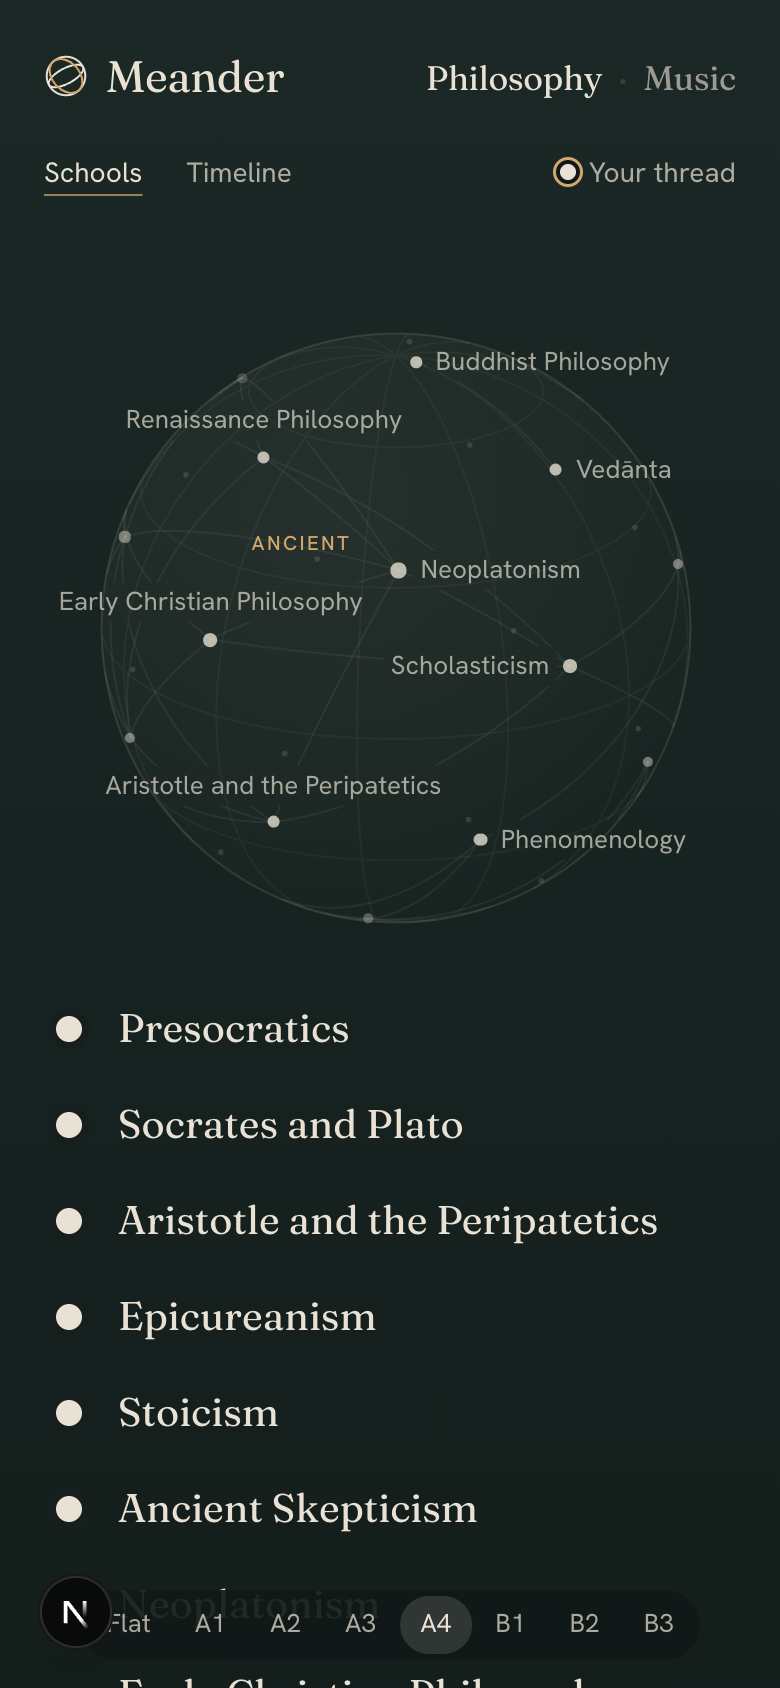 Meander
Philosophy · Music
Schools
Timeline
Your thread
Buddhist Philosophy
Renaissance Philosophy
Vedānta
ANCIENT
Neoplatonism
Early Christian Philosophy
Scholasticism
Aristotle and the Peripatetics
Phenomenology
Presocratics
Socrates and Plato
Aristotle and the Peripatetics
Epicureanism
Stoicism
Ancient Skepticism
Neoplatonism
N
Flat A1 A2 A3 A4 B1 B2 B3